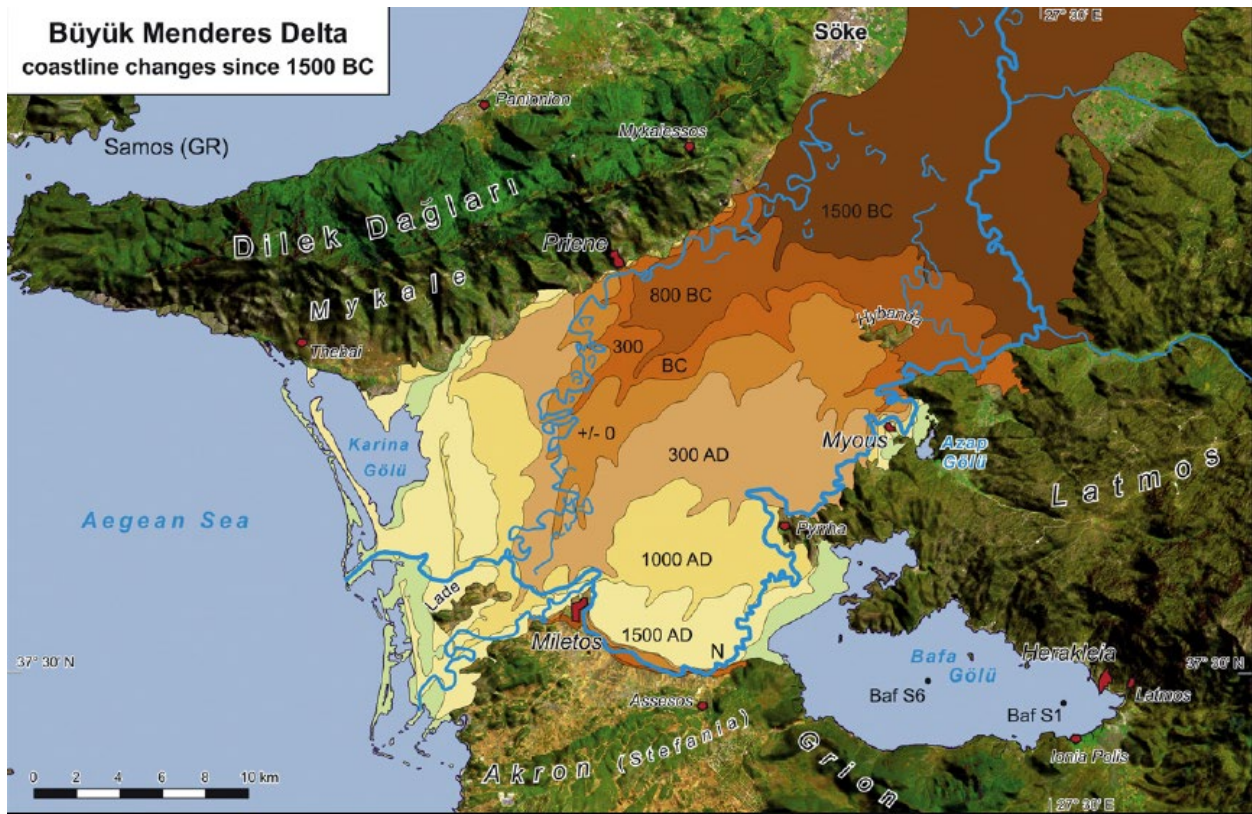 Büyük Menderes Delta
coastline changes since 1500 BC
27° 30' E
Söke
Panionion
Samos (GR)
Mykalessos
Dilek Dağları
1500 BC
Priene
Mykale
800 BC
Hybanda
300
BC
Thebai
Karina
Gölü
+/- 0
Myous
Azap
Gölü
300 AD
Latmos
Aegean Sea
Pyrrha
1000 AD
Lade
1500 AD
Miletos
N
37° 30' N
Bafa
Gölü
Herakleia
37° 30' N
Baf S6
Baf S1
Latmos
Assesos
Ionia Polis
Akron (Stefania)
Grion
0 2 4 6 8 10 km
27° 30' E